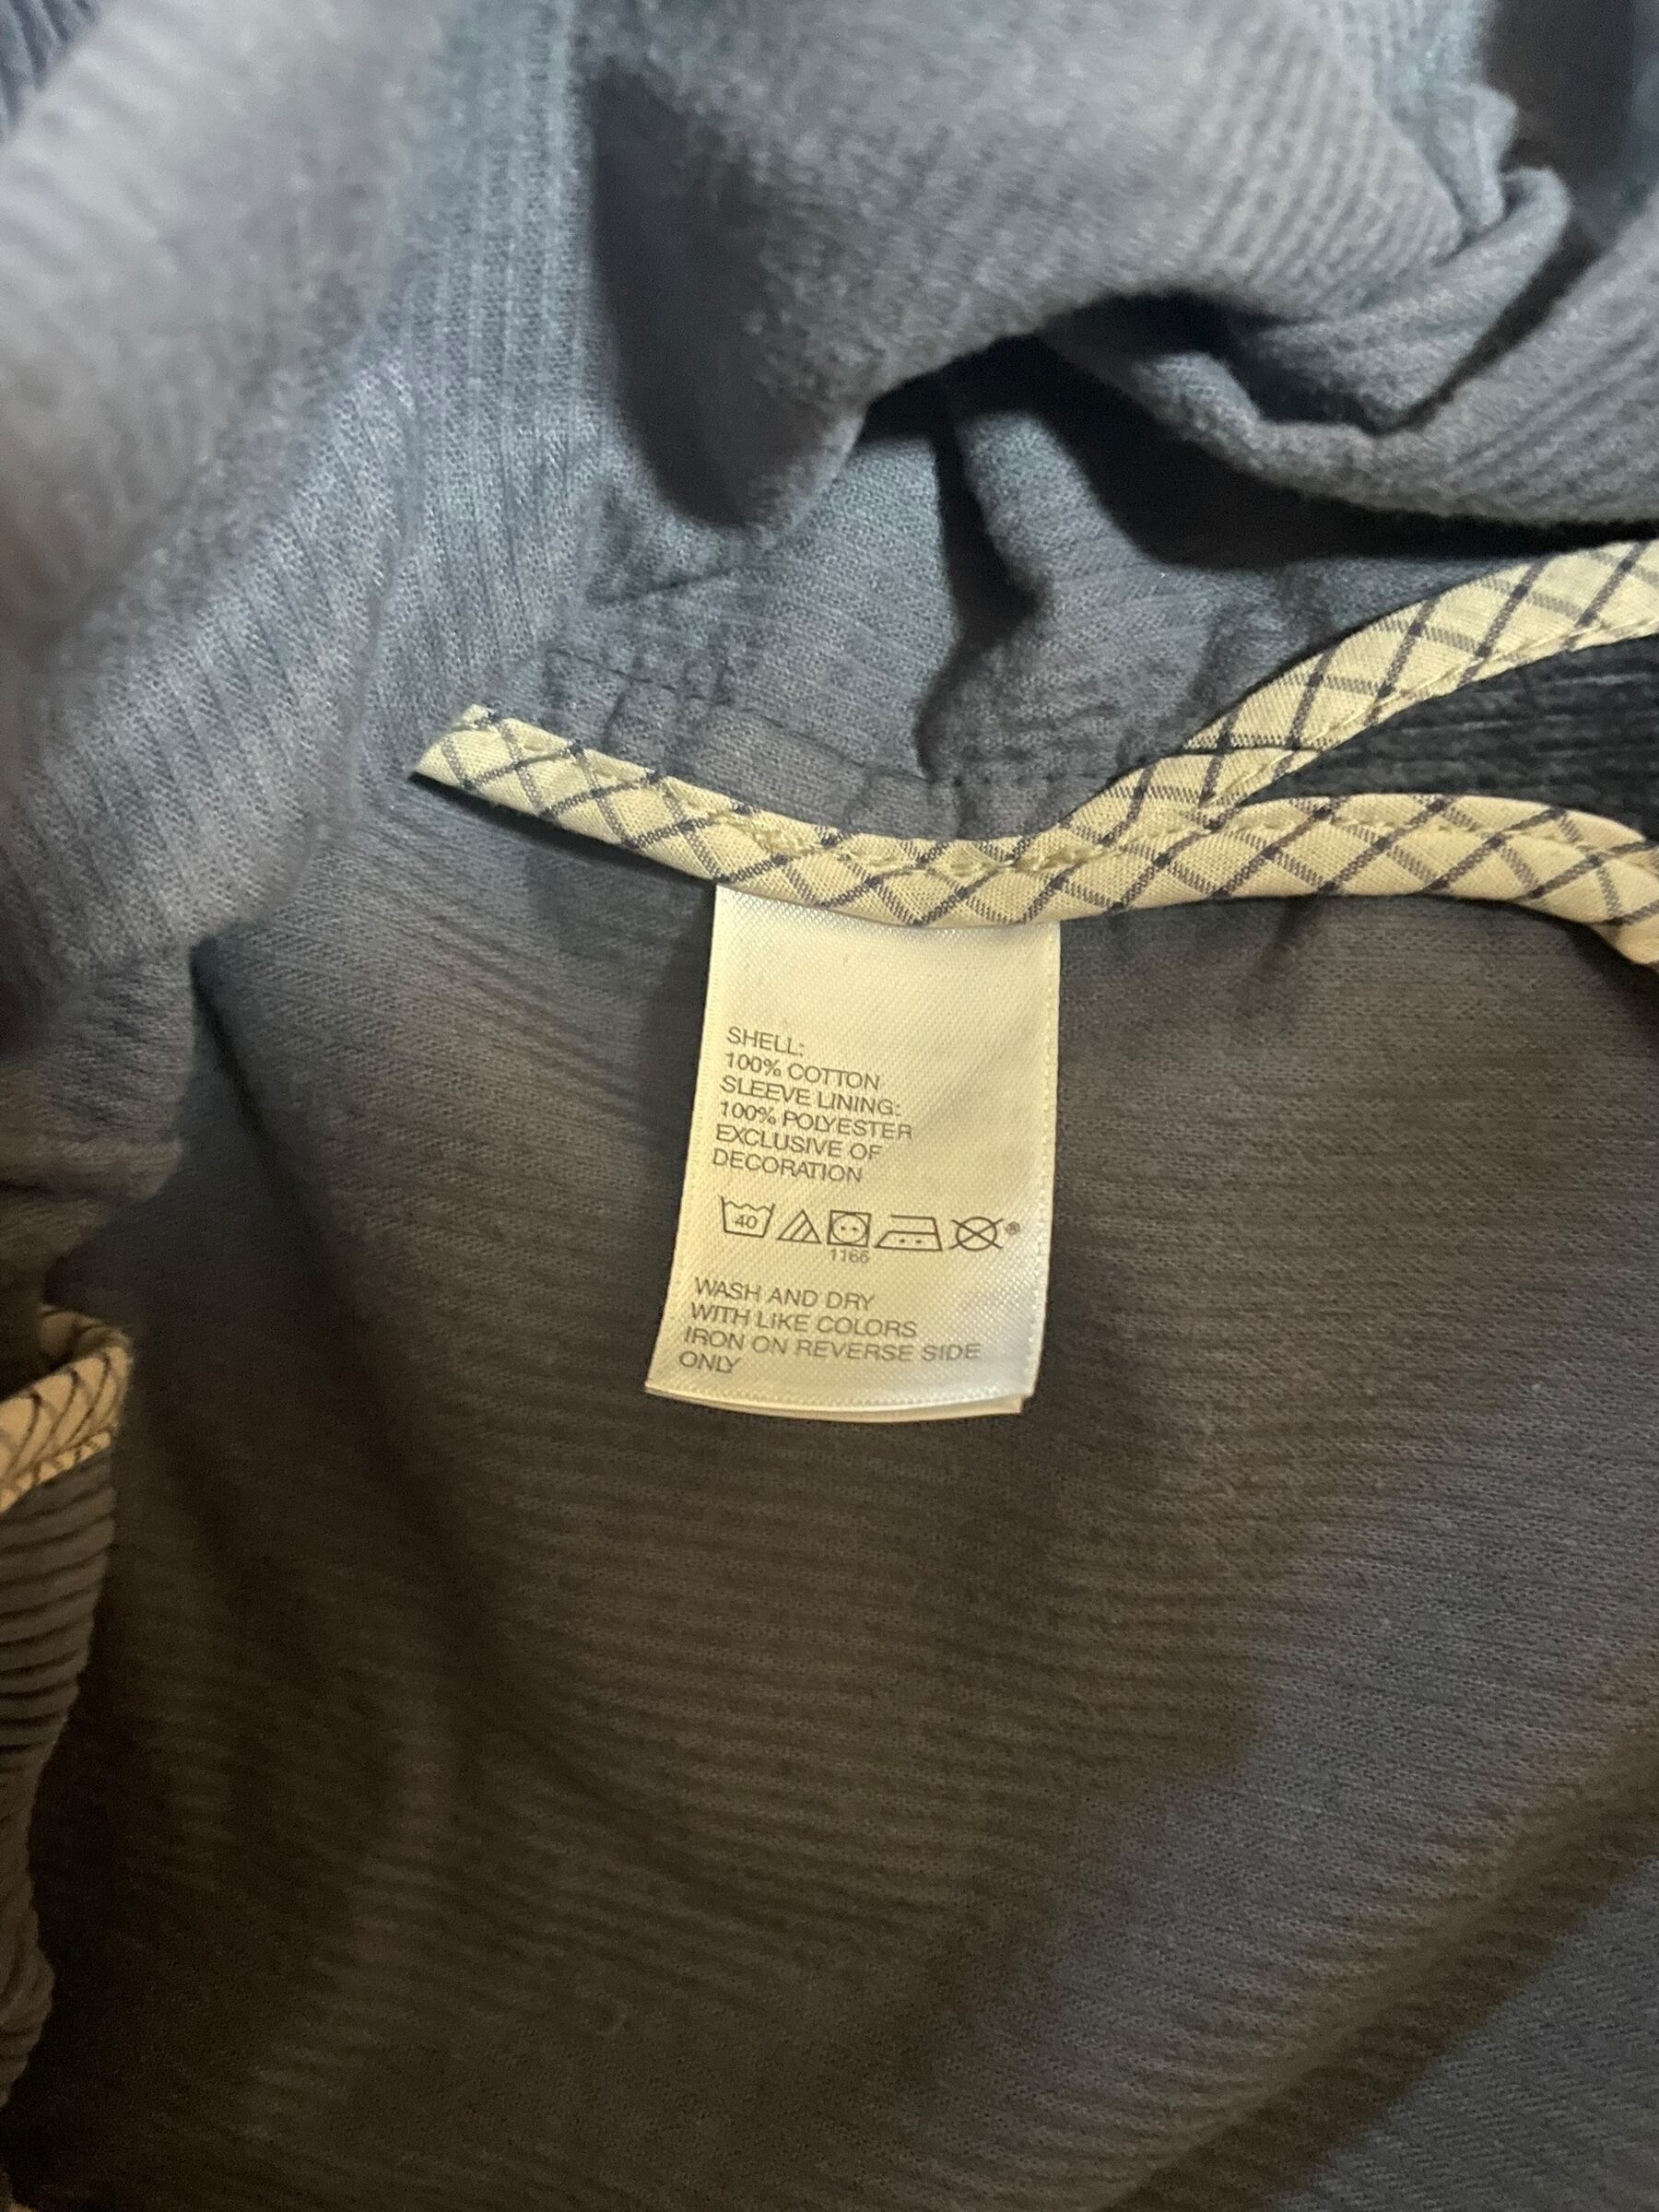 SHELL:
100% COTTON
SLEEVE LINING:
100% POLYESTER
EXCLUSIVE OF
DECORATION
40
®
1166
WASH AND DRY
WITH LIKE COLORS
IRON ON REVERSE SIDE
ONLY